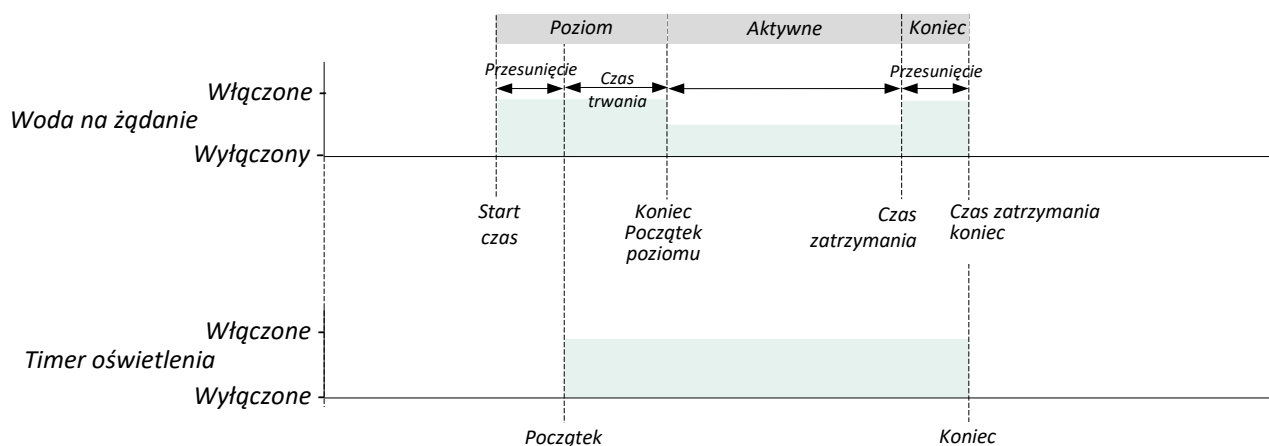 Poziom Aktywne Koniec
Przesunięcie Czas trwania Przesunięcie
Włączone
Woda na żądanie
Wyłączony
Start czas
Koniec Początek poziomu
Czas zatrzymania
Czas zatrzymania koniec
Włączone
Timer oświetlenia
Wyłączone
Początek Koniec